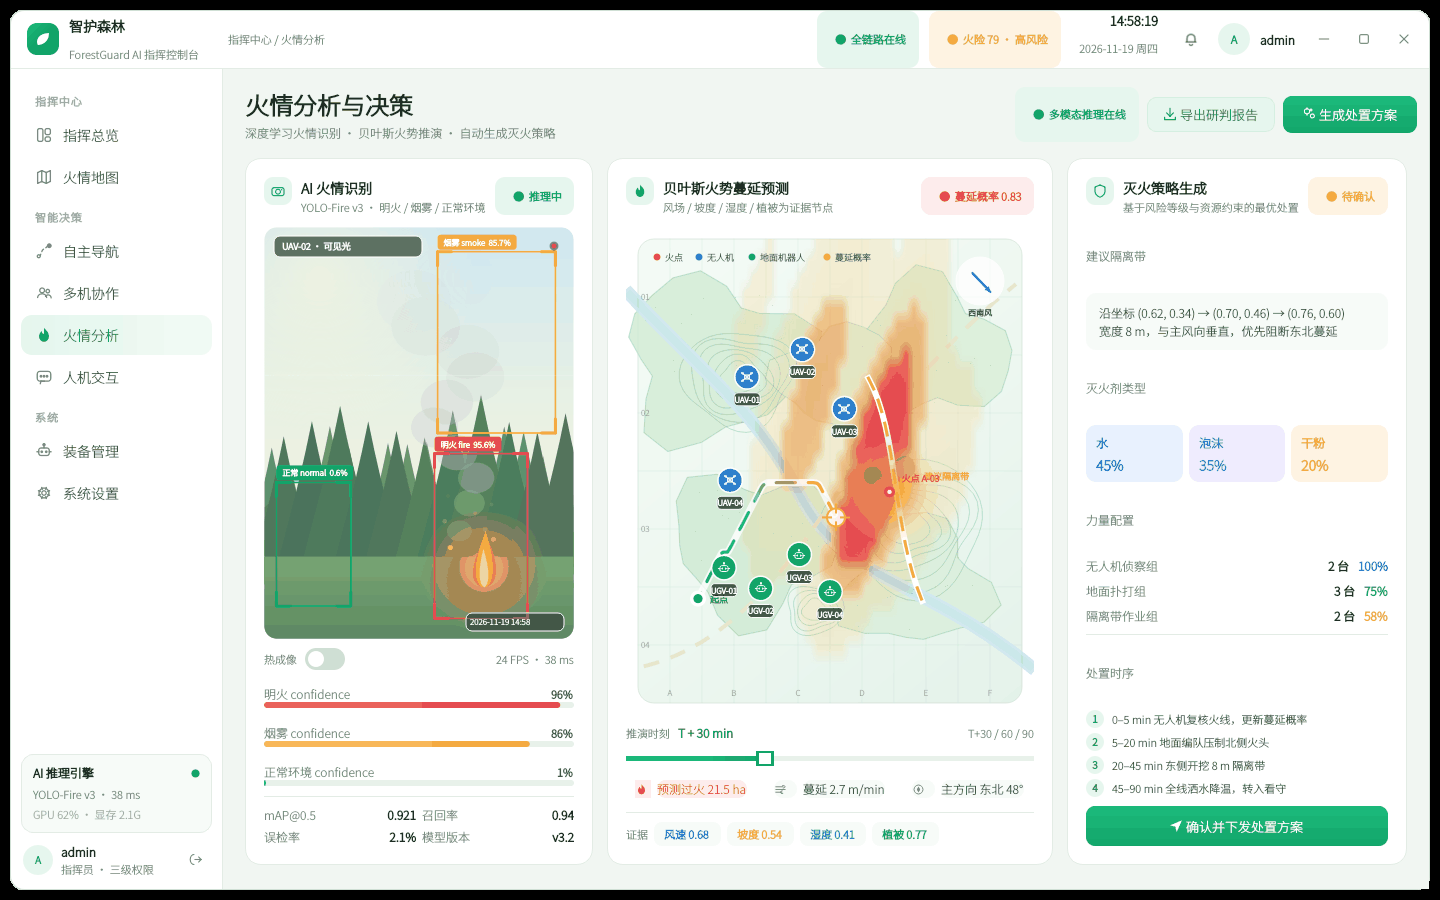 智护森林
ForestGuard AI 指挥控制台
指挥中心 / 火情分析
全链路在线
火险 79 · 高风险
14:58:19
2026-11-19 周四
A
admin
指挥中心
指挥总览
火情地图
智能决策
自主导航
多机协作
火情分析
人机交互
系统
装备管理
系统设置
AI 推理引擎
YOLO-Fire v3 · 38 ms
GPU 62% · 显存 2.1G
A
admin
指挥员 · 三级权限
火情分析与决策
深度学习火情识别 · 贝叶斯火势推演 · 自动生成灭火策略
多模态推理在线
导出研判报告
生成处置方案
AI 火情识别
YOLO-Fire v3 · 明火 / 烟雾 / 正常环境
推理中
UAV-02 · 可见光
烟雾 smoke 85.7%
明火 fire 95.6%
正常 normal 0.6%
2026-11-19 14:58
热成像
24 FPS · 38 ms
明火 confidence
96%
烟雾 confidence
86%
正常环境 confidence
1%
mAP@0.5
0.921
召回率
0.94
误检率
2.1%
模型版本
v3.2
贝叶斯火势蔓延预测
风场 / 坡度 / 湿度 / 植被为证据节点
蔓延概率 0.83
火点
无人机
地面机器人
蔓延概率
西南风
01
02
03
04
UAV-02
UAV-01
UAV-03
UAV-04
火点 A-03
隔离带
UGV-03
UGV-01
UGV-02
UGV-04
起点
A
B
C
D
E
F
推演时刻
T + 30 min
T+30 / 60 / 90
预测过火 21.5 ha
蔓延 2.7 m/min
主方向 东北 48°
证据
风速 0.68
坡度 0.54
湿度 0.41
植被 0.77
灭火策略生成
基于风险等级与资源约束的最优处置
待确认
建议隔离带
沿坐标 (0.62, 0.34) → (0.70, 0.46) → (0.76, 0.60)
宽度 8 m，与主风向垂直，优先阻断东北蔓延
灭火剂类型
水
45%
泡沫
35%
干粉
20%
力量配置
无人机侦察组
2 台
100%
地面扑打组
3 台
75%
隔离带作业组
2 台
58%
处置时序
1
0–5 min 无人机复核火线，更新蔓延概率
2
5–20 min 地面编队压制北侧火头
3
20–45 min 东侧开挖 8 m 隔离带
4
45–90 min 全线洒水降温，转入看守
确认并下发处置方案